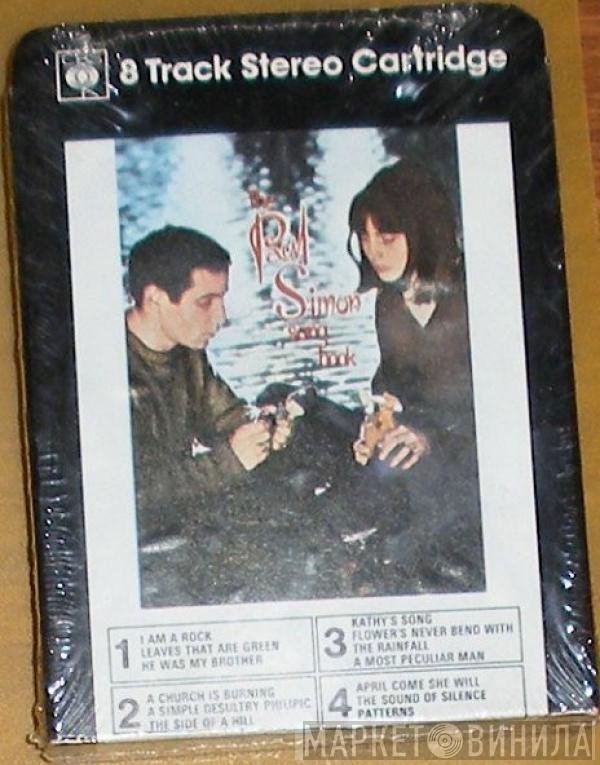 8 Track Stereo Cartridge
the
Paul
Simon
song
book
1
I AM A ROCK
LEAVES THAT ARE GREEN
HE WAS MY BROTHER
2
A CHURCH IS BURNING
A SIMPLE DESULTRY PHILIPIC
THE SIDE OF A HILL
3
KATHY'S SONG
FLOWER'S NEVER BEND WITH
THE RAINFALL
A MOST PECULIAR MAN
4
APRIL COME SHE WILL
THE SOUND OF SILENCE
PATTERNS
МАРКЕТ ВИНИЛА